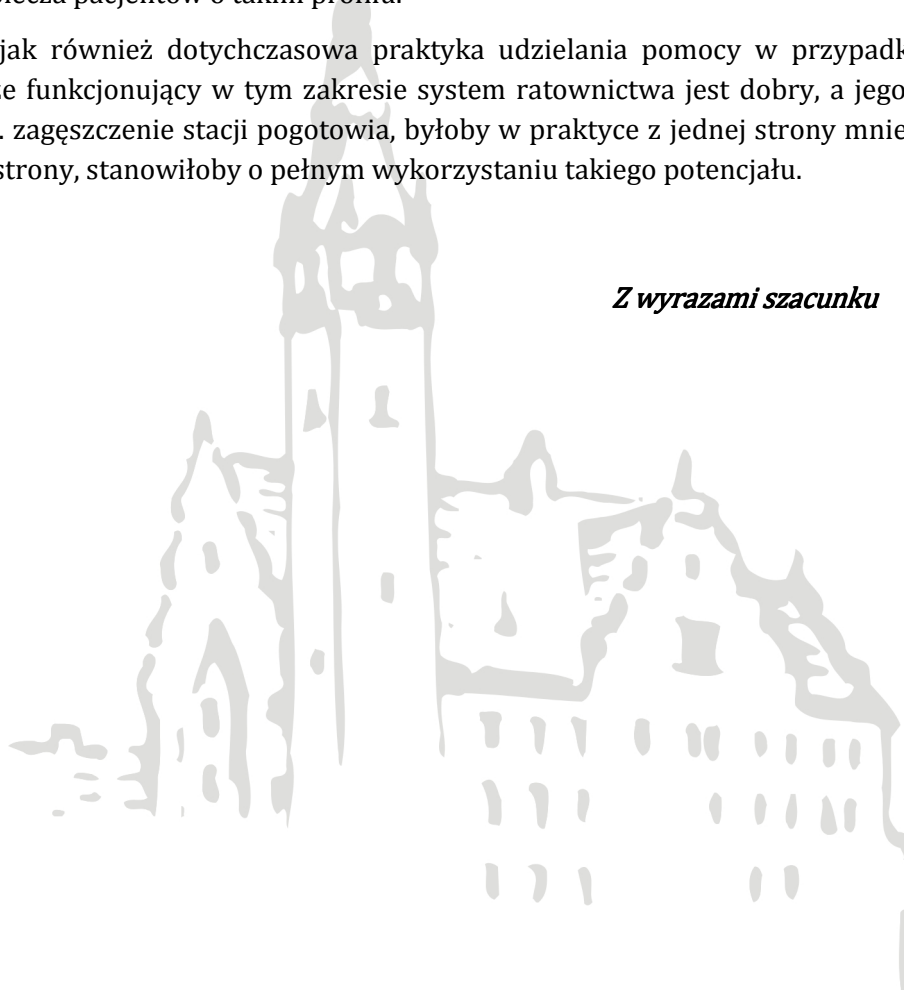 jak również dotychczasowa praktyka udzielania pomocy w przypadk
że funkcjonujący w tym zakresie system ratownictwa jest dobry, a jego
. zagęszczenie stacji pogotowia, byłoby w praktyce z jednej strony mnie
strony, stanowiłoby o pełnym wykorzystaniu takiego potencjału.
Z wyrazami szacunku